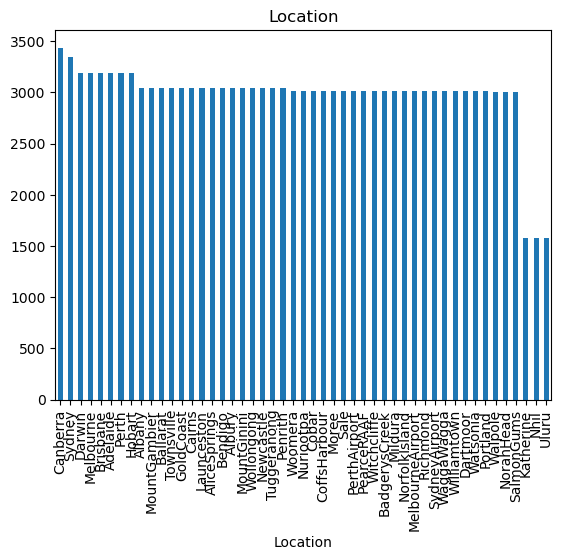 Location
3500
3000
2500
2000
1500
1000
500
0
Canberra
Sydney
Darwin
Melbourne
Brisbane
Adelaide
Perth
Hobart
Albany
MountGambier
Ballarat
Townsville
GoldCoast
Cairns
Launceston
AliceSprings
Bendigo
Albury
MountGinini
Wollongong
Newcastle
Tuggeranong
Penrith
Woomera
Nuriootpa
Cobar
CoffsHarbour
Moree
Sale
PerthAirport
PearceRAAF
Witchcliffe
BadgerysCreek
Mildura
NorfolkIsland
MelbourneAirport
Richmond
SydneyAirport
WaggaWagga
Williamtown
Dartmoor
Watsonia
Portland
Walpole
NorahHead
SalmonGums
Katherine
Nhil
Uluru
Location